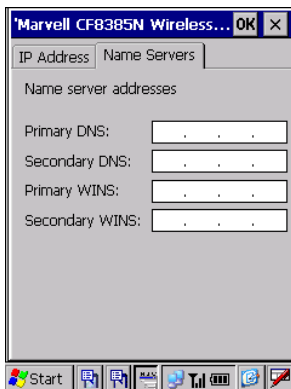 'Marvell CF8385N Wireless... OK ×
IP Address Name Servers
Name server addresses
Primary DNS: . . .
Secondary DNS: . . .
Primary WINS: . . .
Secondary WINS: . . .
Start